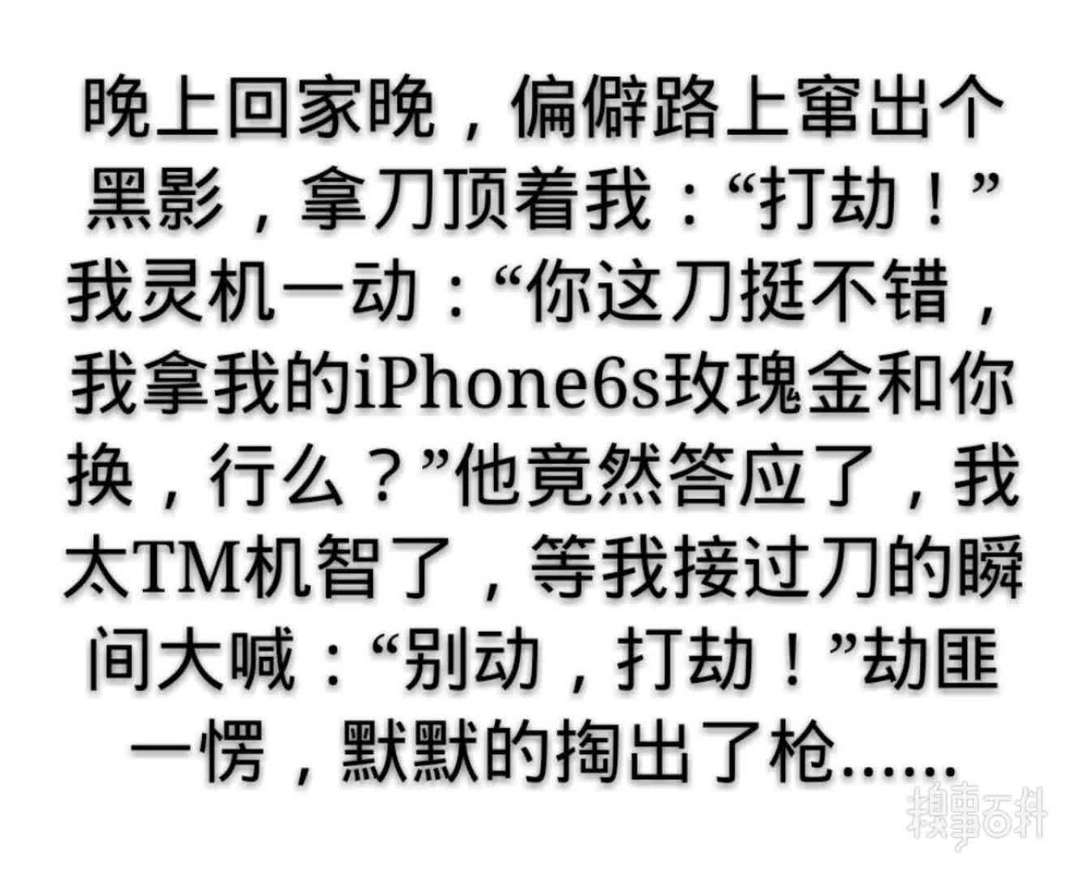 晚上回家晚，偏僻路上窜出个
黑影，拿刀顶着我：“打劫！”
我灵机一动：“你这刀挺不错，
我拿我的iPhone6s玫瑰金和你
换，行么？”他竟然答应了，我
太TM机智了，等我接过刀的瞬
间大喊：“别动，打劫！”劫匪
一愣，默默的掏出了枪……
糗事百科